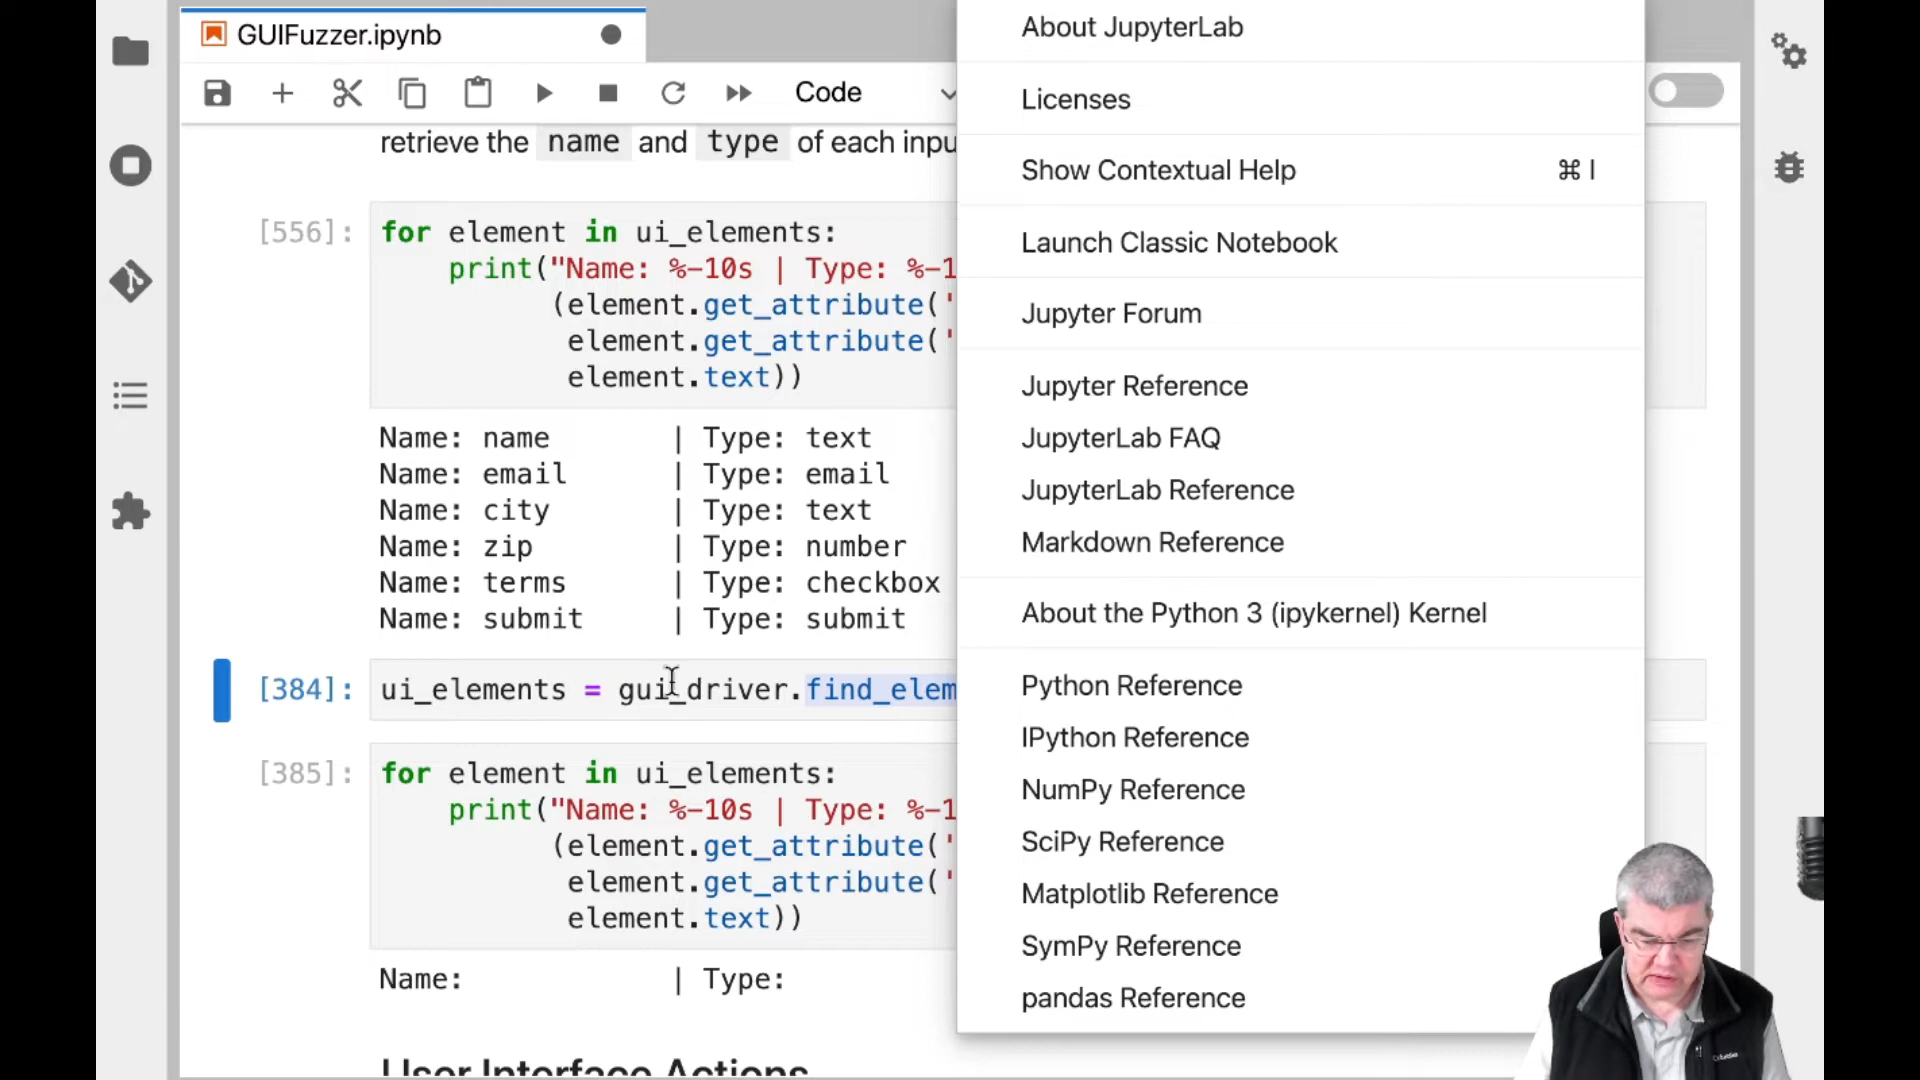 GUIFuzzer.ipynb
Code
retrieve the name and type of each inpu
[556]:
for element in ui_elements:
print("Name: %-10s | Type: %-1
(element.get_attribute('
element.get_attribute('
element.text))
Name: name | Type: text
Name: email | Type: email
Name: city | Type: text
Name: zip | Type: number
Name: terms | Type: checkbox
Name: submit | Type: submit
[384]:
ui_elements = gui_driver.find_elem
[385]:
for element in ui_elements:
print("Name: %-10s | Type: %-1
(element.get_attribute('
element.get_attribute('
element.text))
Name: | Type:
User Interface Actions
About JupyterLab
Licenses
Show Contextual Help ⌘ I
Launch Classic Notebook
Jupyter Forum
Jupyter Reference
JupyterLab FAQ
JupyterLab Reference
Markdown Reference
About the Python 3 (ipykernel) Kernel
Python Reference
IPython Reference
NumPy Reference
SciPy Reference
Matplotlib Reference
SymPy Reference
pandas Reference